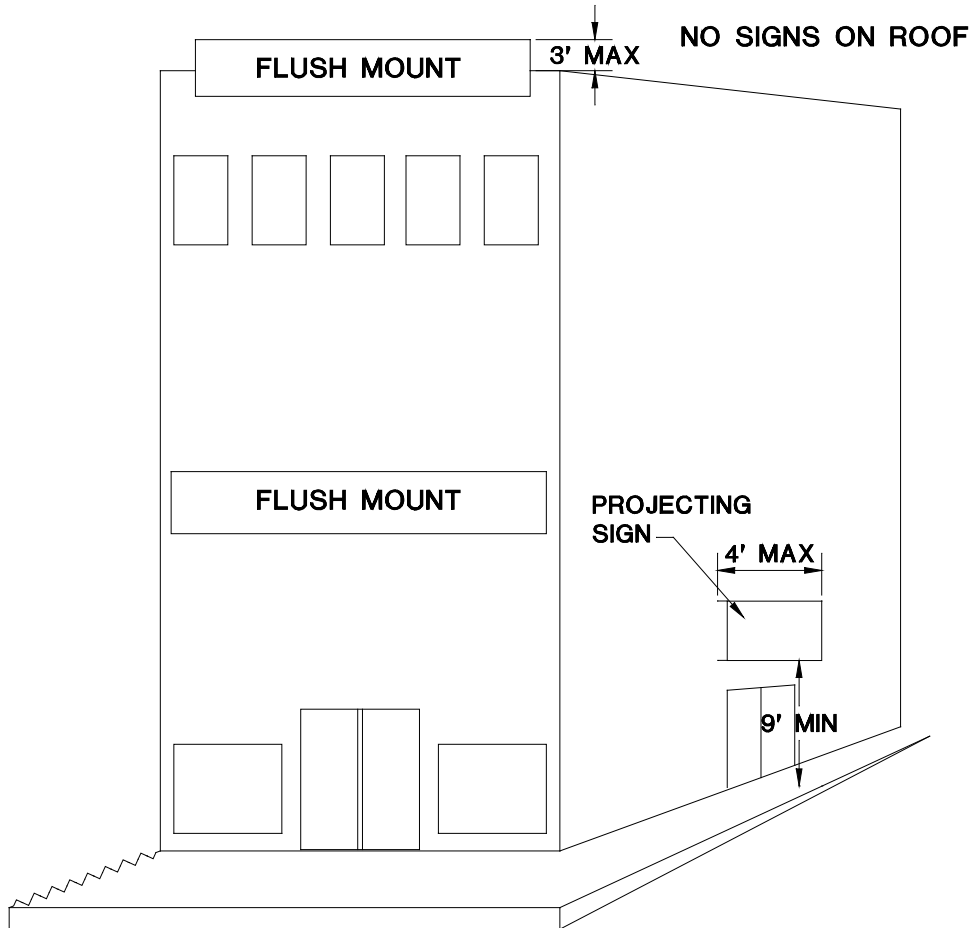 NO SIGNS ON ROOF
3' MAX
FLUSH MOUNT
FLUSH MOUNT
PROJECTING
SIGN
4' MAX
9' MIN